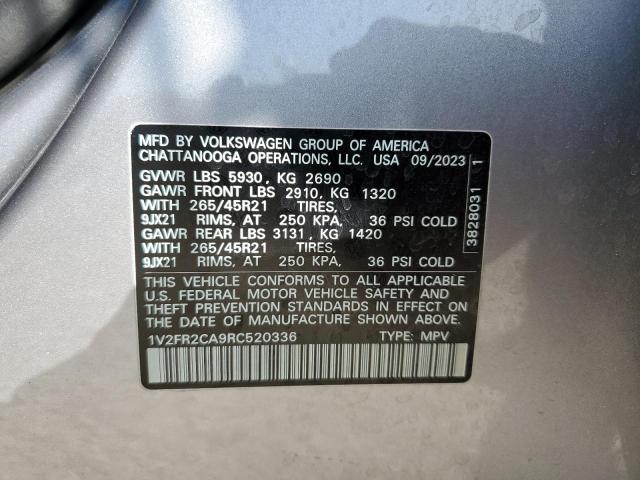 MFD BY VOLKSWAGEN GROUP OF AMERICA
CHATTANOOGA OPERATIONS, LLC. USA 09/2023
GVWR LBS 5930, KG 2690
GAWR FRONT LBS 2910, KG 1320
WITH 265/45R21 TIRES,
9JX21 RIMS, AT 250 KPA, 36 PSI COLD
GAWR REAR LBS 3131, KG 1420
WITH 265/45R21 TIRES,
9JX21 RIMS, AT 250 KPA, 36 PSI COLD
THIS VEHICLE CONFORMS TO ALL APPLICABLE
U.S. FEDERAL MOTOR VEHICLE SAFETY AND
THEFT PREVENTION STANDARDS IN EFFECT ON
THE DATE OF MANUFACTURE SHOWN ABOVE.
1V2FR2CA9RC520336 TYPE: MPV
3828031 1